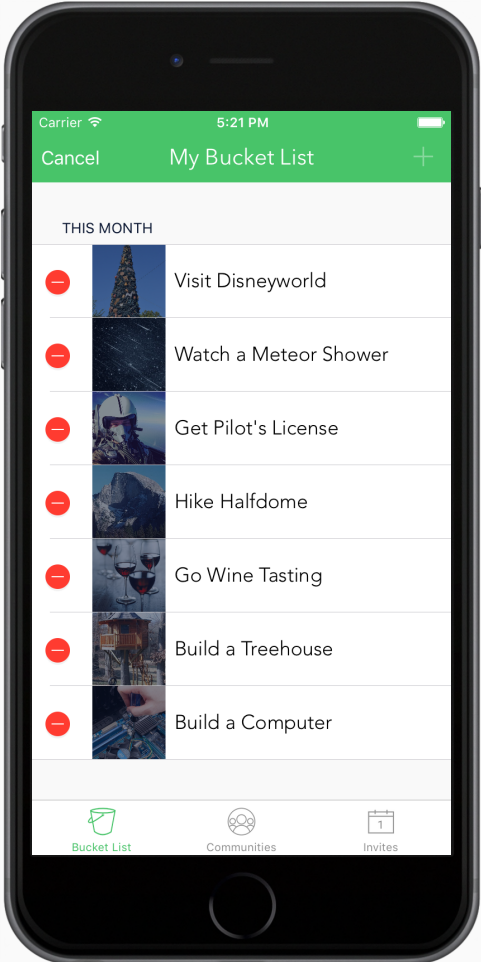 Carrier 5:21 PM
Cancel My Bucket List
THIS MONTH
Visit Disneyworld
Watch a Meteor Shower
Get Pilot's License
Hike Halfdome
Go Wine Tasting
Build a Treehouse
Build a Computer
1
Bucket List Communities Invites